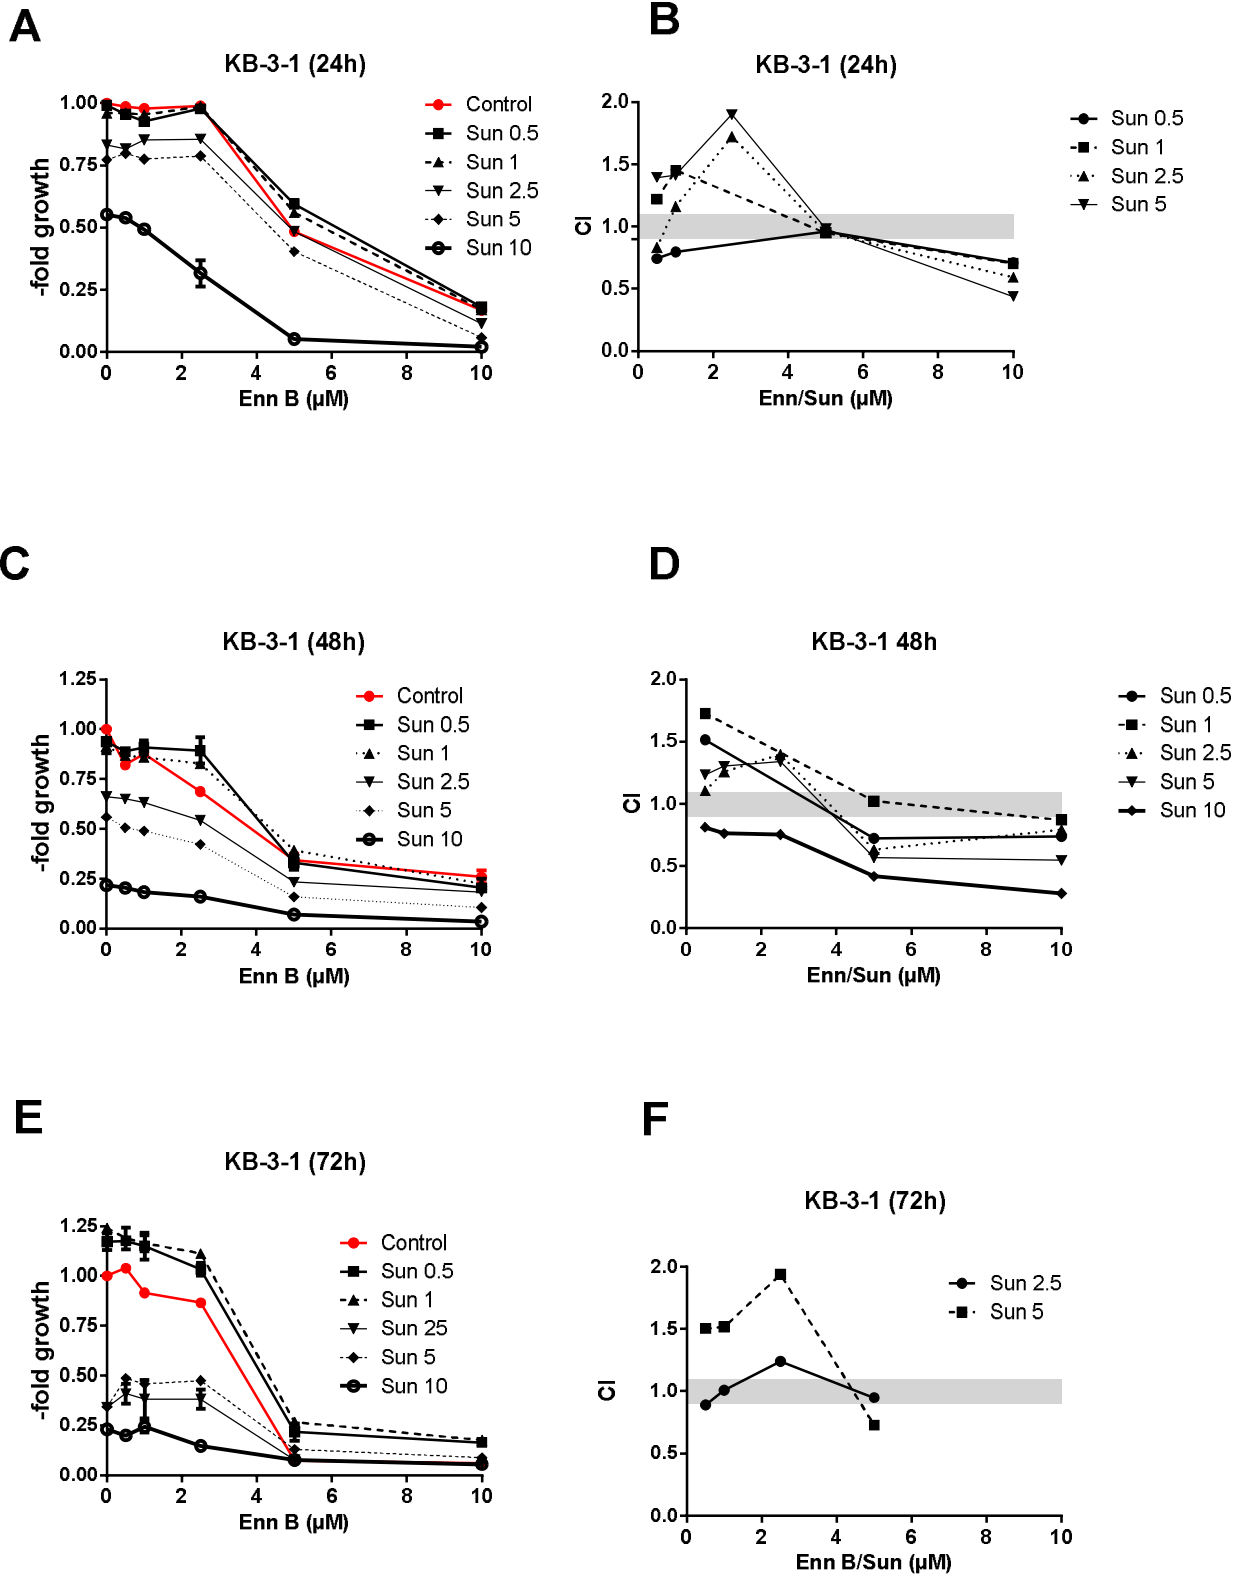 A
KB-3-1 (24h)
-fold growth
1.00
0.75
0.50
0.25
0.00
0 2 4 6 8 10
Enn B (µM)
Control
Sun 0.5
Sun 1
Sun 2.5
Sun 5
Sun 10
B
KB-3-1 (24h)
CI
2.0
1.5
1.0
0.5
0.0
0 2 4 6 8 10
Enn/Sun (µM)
Sun 0.5
Sun 1
Sun 2.5
Sun 5
C
KB-3-1 (48h)
-fold growth
1.25
1.00
0.75
0.50
0.25
0.00
0 2 4 6 8 10
Enn B (µM)
Control
Sun 0.5
Sun 1
Sun 2.5
Sun 5
Sun 10
D
KB-3-1 48h
CI
2.0
1.5
1.0
0.5
0.0
0 2 4 6 8 10
Enn/Sun (µM)
Sun 0.5
Sun 1
Sun 2.5
Sun 5
Sun 10
E
KB-3-1 (72h)
-fold growth
1.25
1.00
0.75
0.50
0.25
0.00
0 2 4 6 8 10
Enn B (µM)
Control
Sun 0.5
Sun 1
Sun 25
Sun 5
Sun 10
F
KB-3-1 (72h)
CI
2.0
1.5
1.0
0.5
0.0
0 2 4 6 8 10
Enn B/Sun (µM)
Sun 2.5
Sun 5